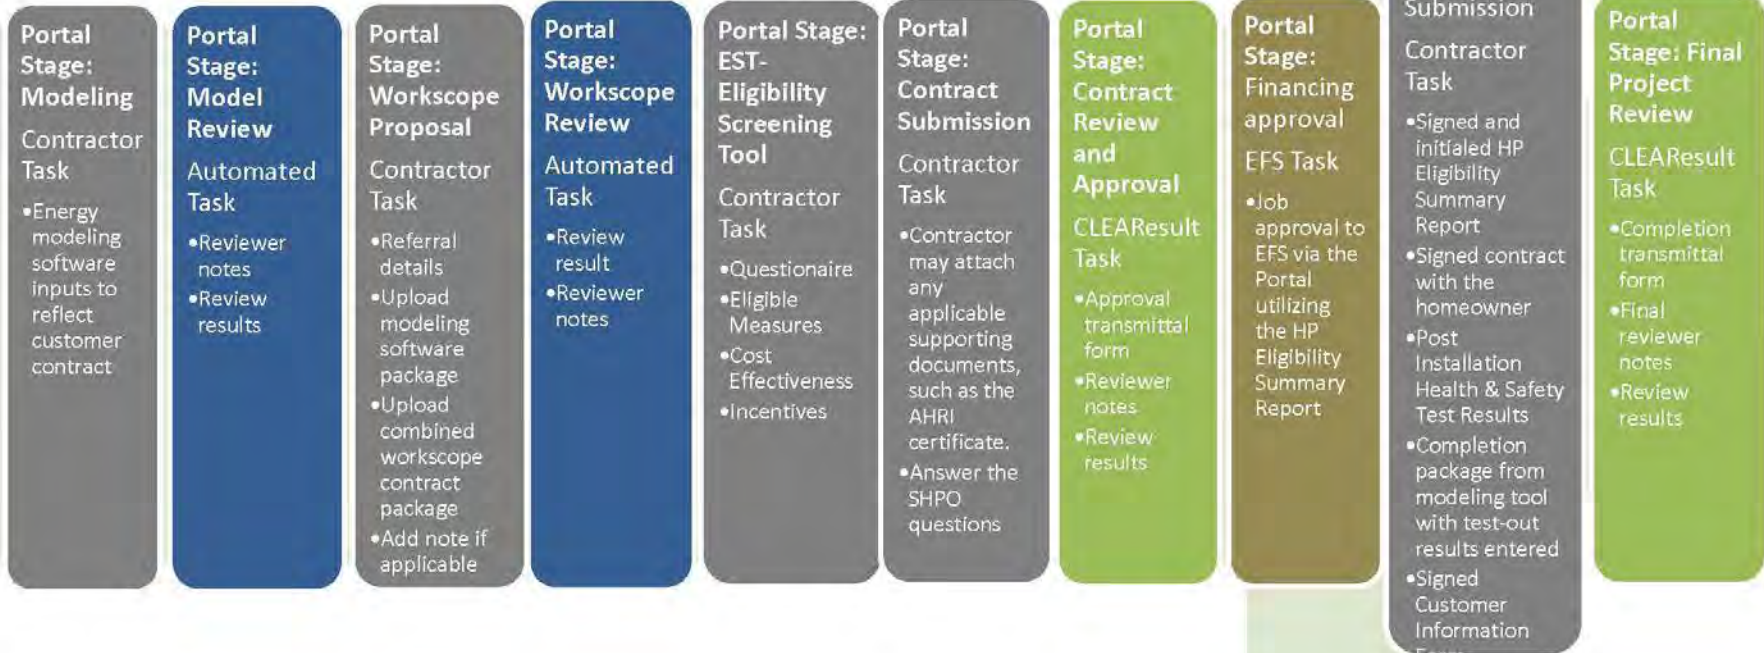 Portal
Stage:
Modeling
Contractor
Task
•Energy
modeling
software
inputs to
reflect
customer
contract
Portal
Stage:
Model
Review
Automated
Task
•Reviewer
notes
•Review
results
Portal
Stage:
Workscope
Proposal
Contractor
Task
•Referral
details
•Upload
modeling
software
package
•Upload
combined
workscope
contract
package
•Add note if
applicable
Portal
Stage:
Workscope
Review
Automated
Task
•Review
result
•Reviewer
notes
Portal Stage:
EST-
Eligibility
Screening
Tool
Contractor
Task
•Questionaire
•Eligible
Measures
•Cost
Effectiveness
•Incentives
Portal
Stage:
Contract
Submission
Contractor
Task
•Contractor
may attach
any
applicable
supporting
documents,
such as the
AHRI
certificate.
•Answer the
SHPO
questions
Portal
Stage:
Contract
Review
and
Approval
CLEAResult
Task
•Approval
transmittal
form
•Reviewer
notes
•Review
results
Portal
Stage:
Financing
approval
EFS Task
•Job
approval to
EFS via the
Portal
utilizing
the HP
Eligibility
Summary
Report
Submission
Contractor
Task
•Signed and
initialed HP
Eligibility
Summary
Report
•Signed contract
with the
homeowner
•Post
Installation
Health & Safety
Test Results
•Completion
package from
modeling tool
with test-out
results entered
•Signed
Customer
Information
Portal
Stage: Final
Project
Review
CLEAResult
Task
•Completion
transmittal
form
•Final
reviewer
notes
•Review
results